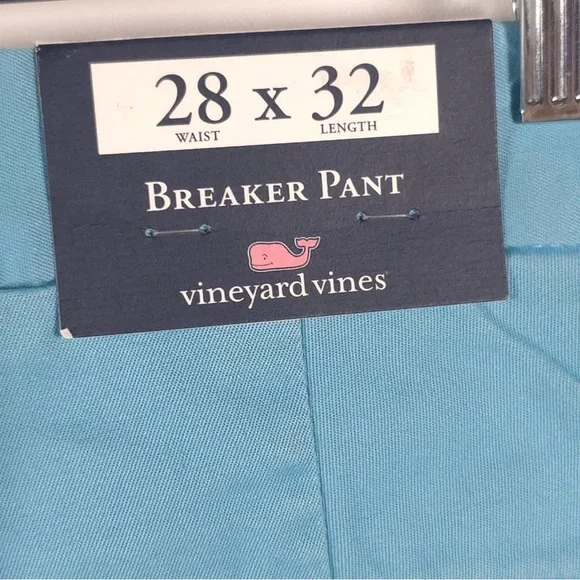 28 x 32
WAIST LENGTH
BREAKER PANT
vineyard vines